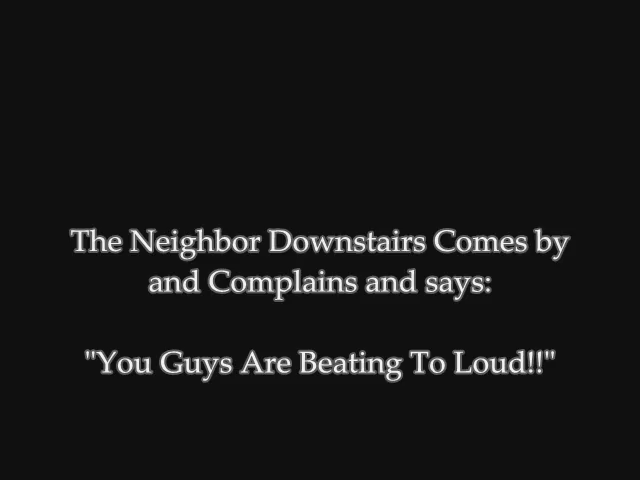 The Neighbor Downstairs Comes by
and Complains and says:
"You Guys Are Beating To Loud!!"